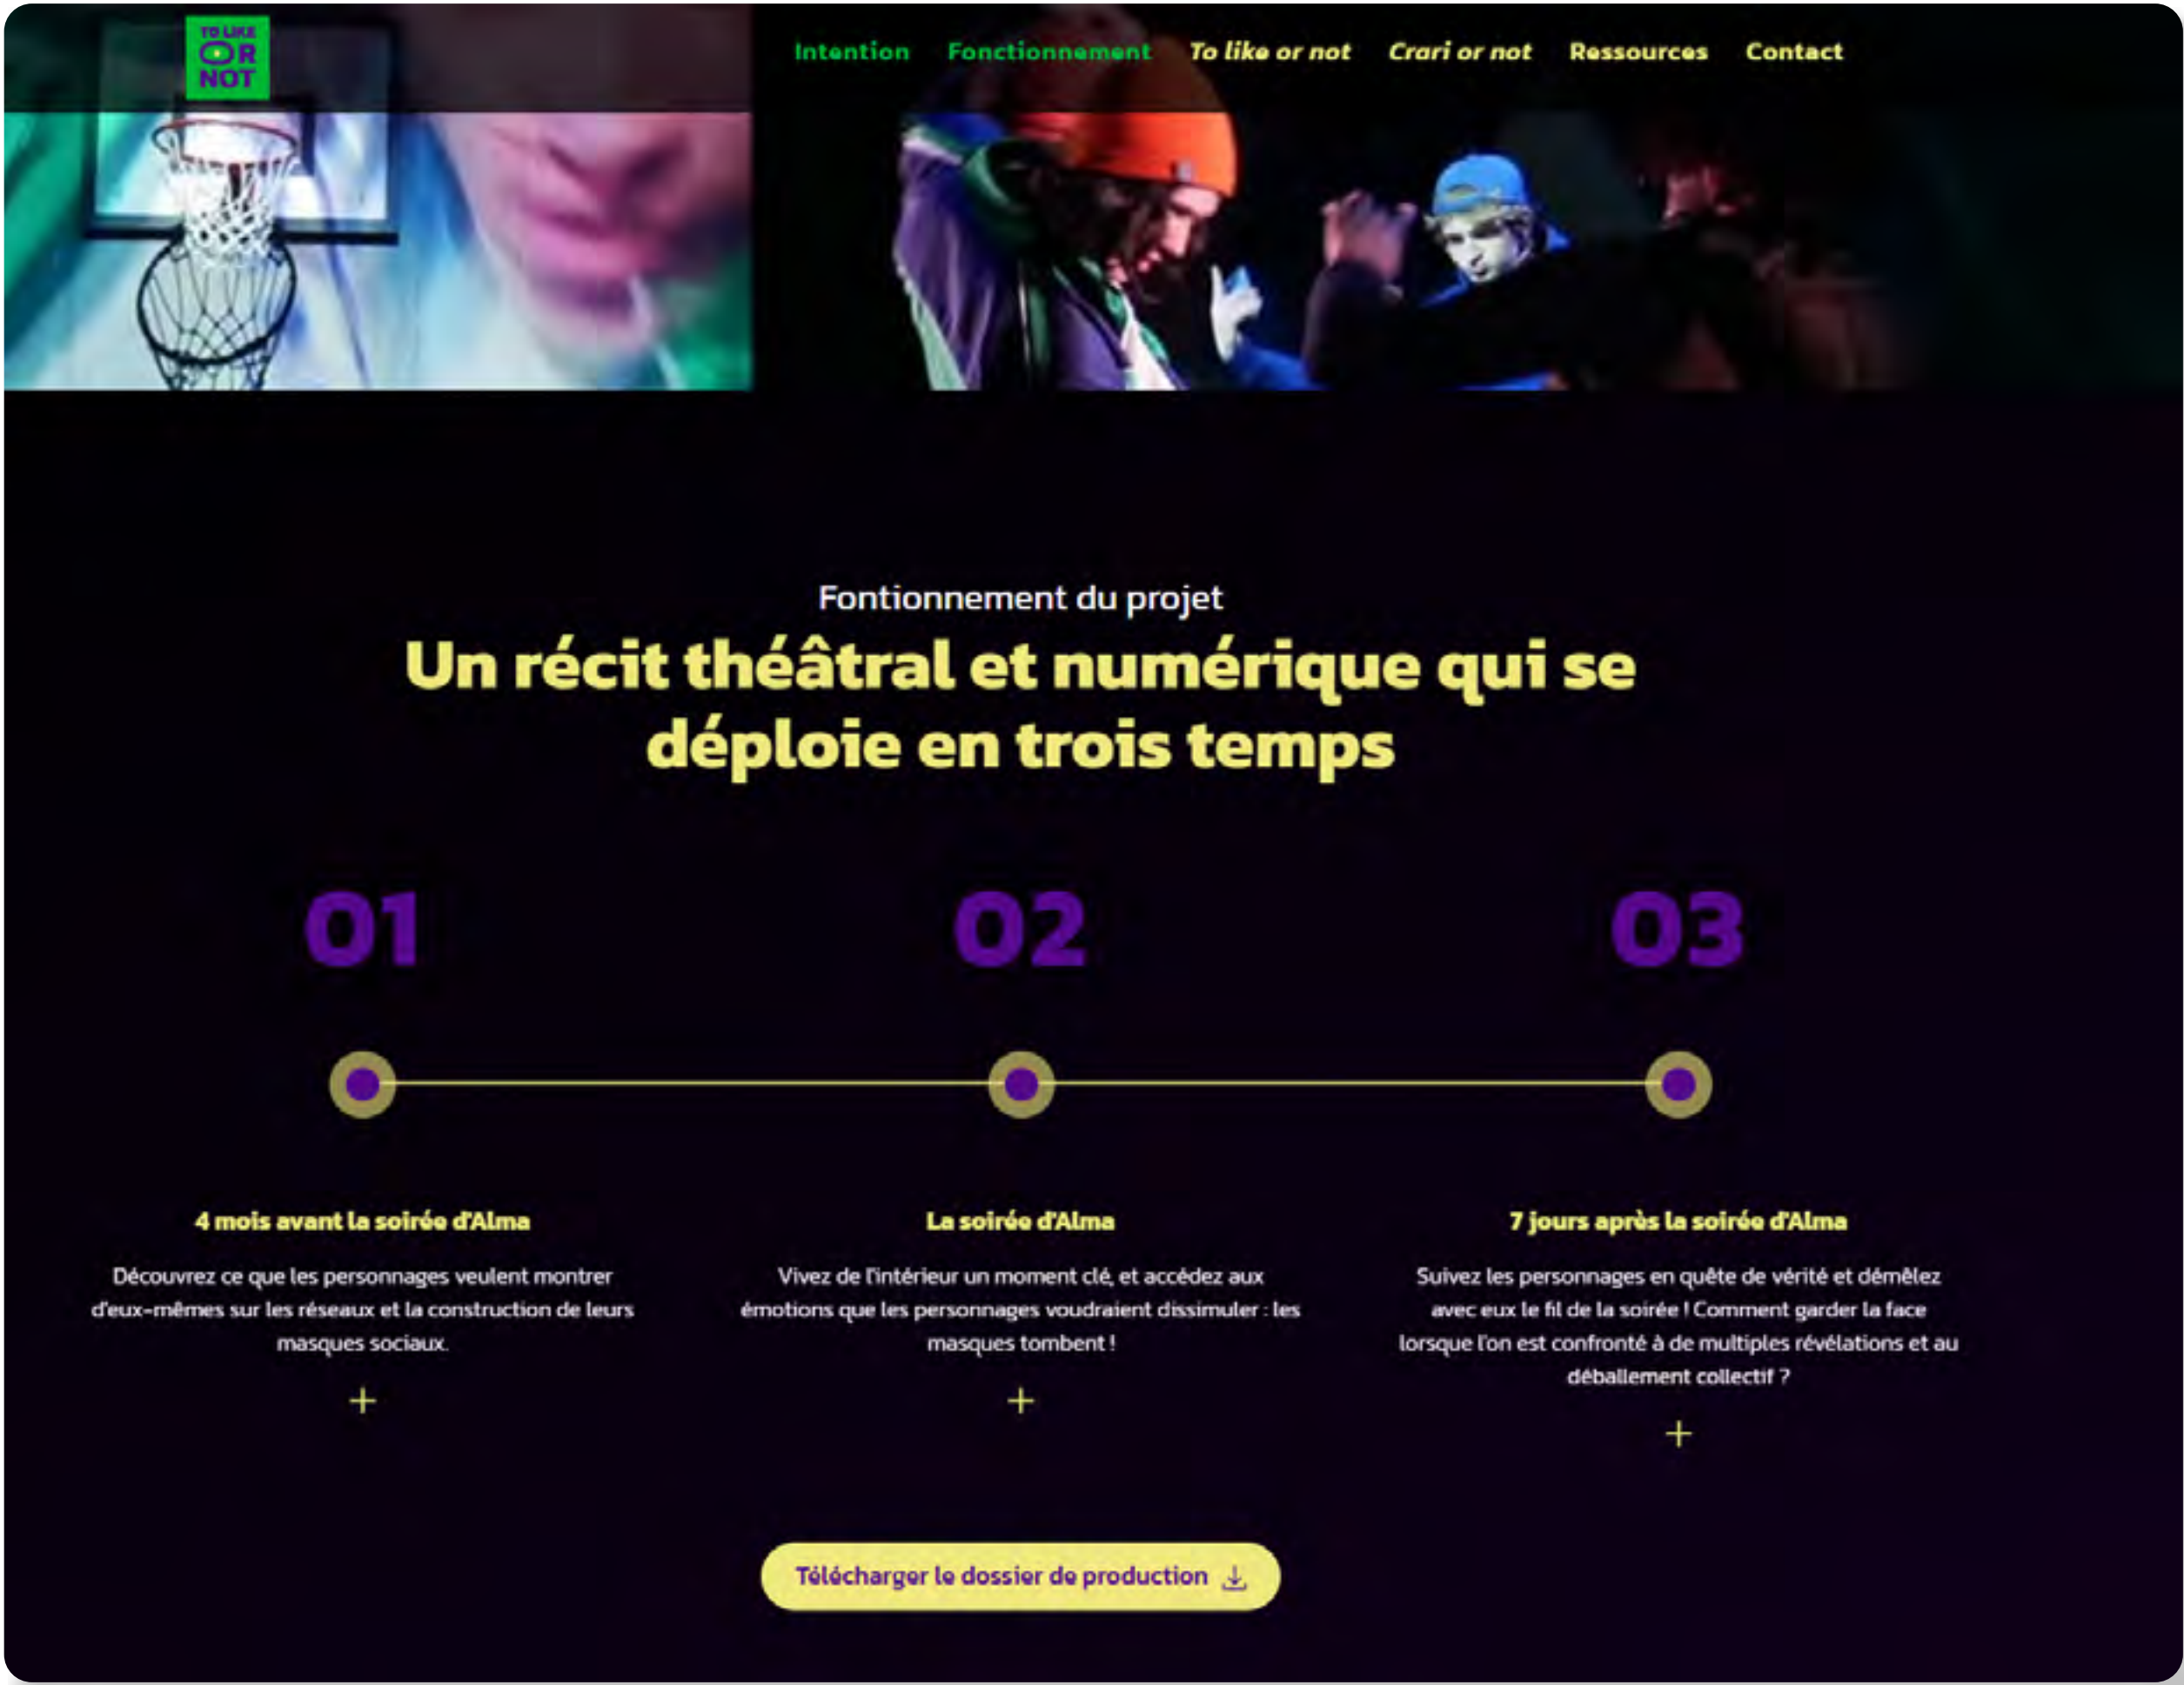 TO LIKE
OR
NOT
Intention Fonctionnement To like or not Crari or not Ressources Contact
Fontionnement du projet
Un récit théâtral et numérique qui se
déploie en trois temps
01
02
03
4 mois avant la soirée d'Alma
Découvrez ce que les personnages veulent montrer
d'eux-mêmes sur les réseaux et la construction de leurs
masques sociaux.
+
La soirée d'Alma
Vivez de l'intérieur un moment clé, et accédez aux
émotions que les personnages voudraient dissimuler : les
masques tombent !
+
7 jours après la soirée d'Alma
Suivez les personnages en quête de vérité et démêlez
avec eux le fil de la soirée ! Comment garder la face
lorsque l'on est confronté à de multiples révélations et au
déballement collectif ?
+
Télécharger le dossier de production